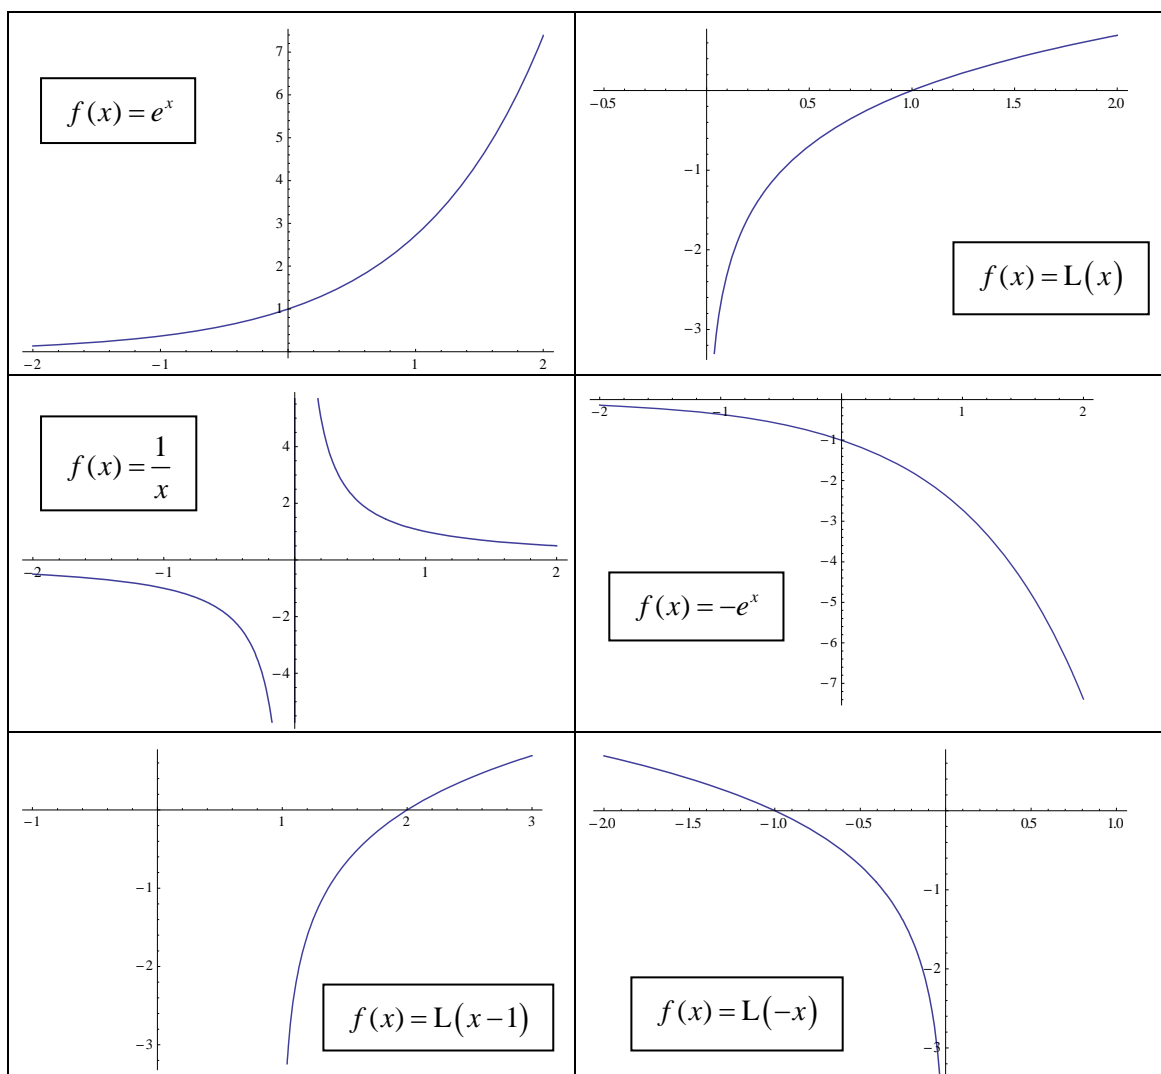 7
6
5
4
3
2
1
−2 −1 1 2
f(x) = e^x
−0.5 0.5 1.0 1.5 2.0
−1
−2
−3
f(x) = L(x)
4
2
−2 −1 1 2
−2
−4
f(x) = 1/x
−2 −1 1 2
−1
−2
−3
−4
−5
−6
−7
f(x) = −e^x
−1 1 2 3
−1
−2
−3
f(x) = L(x−1)
−2.0 −1.5 −1.0 −0.5 0.5 1.0
−1
−2
−3
f(x) = L(−x)